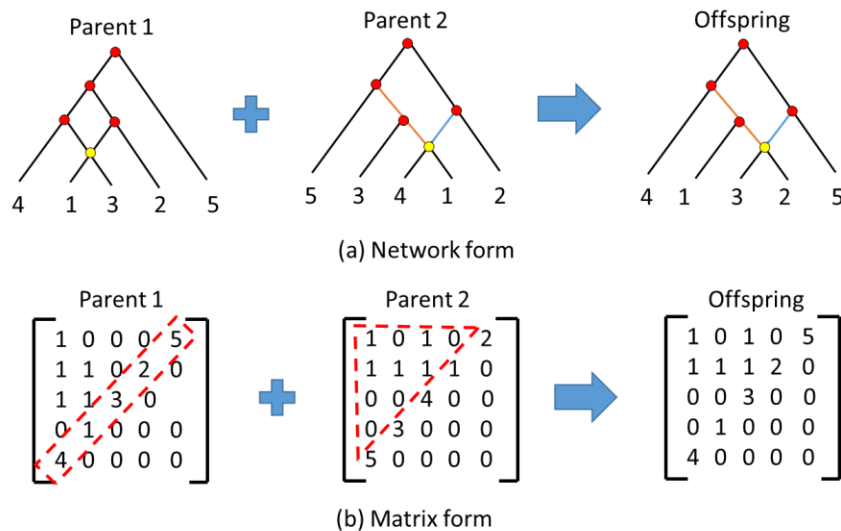 Parent 1 Parent 2 Offspring
4 1 3 2 5 5 3 4 1 2 4 1 3 2 5
(a) Network form
Parent 1 Parent 2 Offspring
1 0 0 0 5 1 0 1 0 2 1 0 1 0 5
1 1 0 2 0 1 1 1 1 0 1 1 1 2 0
1 1 3 0 0 0 4 0 0 0 0 3 0 0
0 1 0 0 0 0 3 0 0 0 0 1 0 0 0
4 0 0 0 0 5 0 0 0 0 4 0 0 0 0
(b) Matrix form